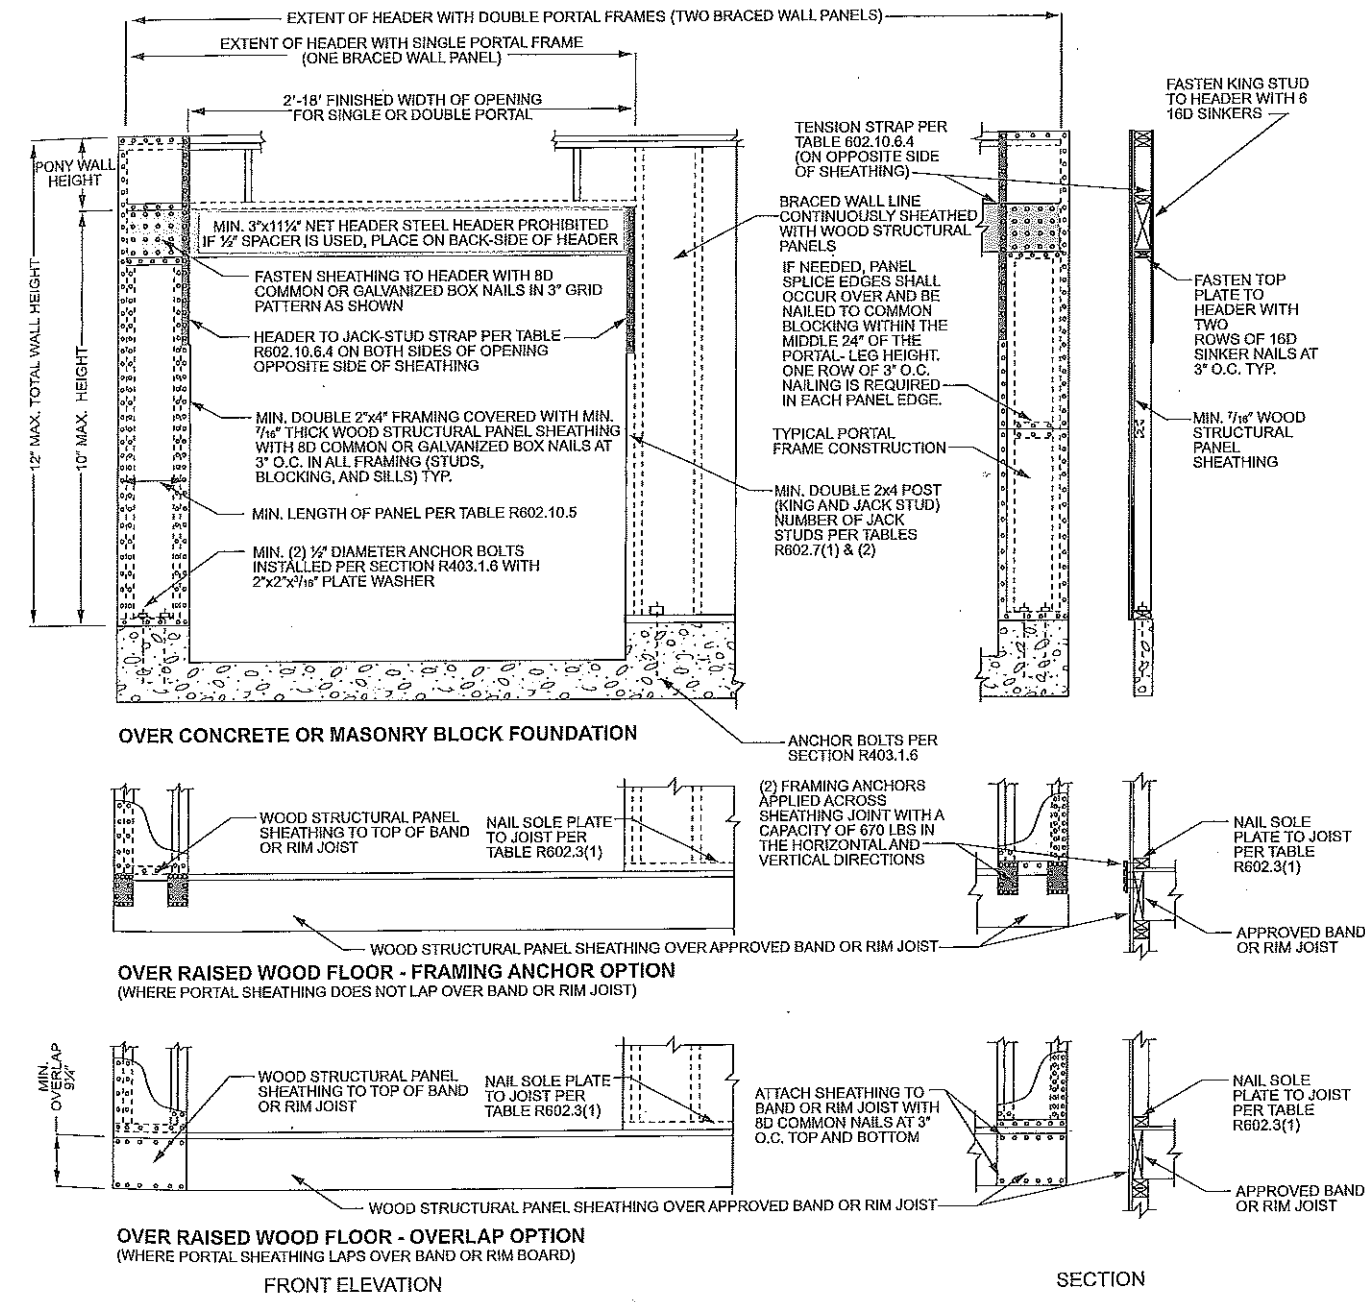 EXTENT OF HEADER WITH DOUBLE PORTAL FRAMES (TWO BRACED WALL PANELS)
EXTENT OF HEADER WITH SINGLE PORTAL FRAME
(ONE BRACED WALL PANEL)
2'-18' FINISHED WIDTH OF OPENING
FOR SINGLE OR DOUBLE PORTAL
PONY WALL
HEIGHT
12" MAX. TOTAL WALL HEIGHT
10" MAX. HEIGHT
MIN. 3"x11¼" NET HEADER STEEL HEADER PROHIBITED
IF ½" SPACER IS USED, PLACE ON BACK-SIDE OF HEADER
FASTEN SHEATHING TO HEADER WITH 8D
COMMON OR GALVANIZED BOX NAILS IN 3" GRID
PATTERN AS SHOWN
HEADER TO JACK-STUD STRAP PER TABLE
R602.10.6.4 ON BOTH SIDES OF OPENING
OPPOSITE SIDE OF SHEATHING
MIN. DOUBLE 2"x4" FRAMING COVERED WITH MIN.
7/16" THICK WOOD STRUCTURAL PANEL SHEATHING
WITH 8D COMMON OR GALVANIZED BOX NAILS AT
3" O.C. IN ALL FRAMING (STUDS,
BLOCKING, AND SILLS) TYP.
MIN. LENGTH OF PANEL PER TABLE R602.10.5
MIN. (2) ½" DIAMETER ANCHOR BOLTS
INSTALLED PER SECTION R403.1.6 WITH
2"x2"x3/16" PLATE WASHER
TENSION STRAP PER
TABLE 602.10.6.4
(ON OPPOSITE SIDE
OF SHEATHING)
BRACED WALL LINE
CONTINUOUSLY SHEATHED
WITH WOOD STRUCTURAL
PANELS
IF NEEDED, PANEL
SPLICE EDGES SHALL
OCCUR OVER AND BE
NAILED TO COMMON
BLOCKING WITHIN THE
MIDDLE 24" OF THE
PORTAL- LEG HEIGHT.
ONE ROW OF 3" O.C.
NAILING IS REQUIRED
IN EACH PANEL EDGE.
TYPICAL PORTAL
FRAME CONSTRUCTION
MIN. DOUBLE 2x4 POST
(KING AND JACK STUD)
NUMBER OF JACK
STUDS PER TABLES
R602.7(1) & (2)
FASTEN KING STUD
TO HEADER WITH 6
16D SINKERS
FASTEN TOP
PLATE TO
HEADER WITH
TWO
ROWS OF 16D
SINKER NAILS AT
3" O.C. TYP.
MIN. 7/16" WOOD
STRUCTURAL
PANEL
SHEATHING
OVER CONCRETE OR MASONRY BLOCK FOUNDATION
ANCHOR BOLTS PER
SECTION R403.1.6
WOOD STRUCTURAL PANEL
SHEATHING TO TOP OF BAND
OR RIM JOIST
NAIL SOLE PLATE
TO JOIST PER
TABLE R602.3(1)
(2) FRAMING ANCHORS
APPLIED ACROSS
SHEATHING JOINT WITH A
CAPACITY OF 670 LBS IN
THE HORIZONTAL AND
VERTICAL DIRECTIONS
NAIL SOLE
PLATE TO JOIST
PER TABLE
R602.3(1)
WOOD STRUCTURAL PANEL SHEATHING OVER APPROVED BAND OR RIM JOIST
APPROVED BAND
OR RIM JOIST
OVER RAISED WOOD FLOOR - FRAMING ANCHOR OPTION
(WHERE PORTAL SHEATHING DOES NOT LAP OVER BAND OR RIM JOIST)
MIN.
OVERLAP
9¼"
WOOD STRUCTURAL PANEL
SHEATHING TO TOP OF BAND
OR RIM JOIST
NAIL SOLE PLATE
TO JOIST PER
TABLE R602.3(1)
ATTACH SHEATHING TO
BAND OR RIM JOIST WITH
8D COMMON NAILS AT 3"
O.C. TOP AND BOTTOM
NAIL SOLE
PLATE TO JOIST
PER TABLE
R602.3(1)
WOOD STRUCTURAL PANEL SHEATHING OVER APPROVED BAND OR RIM JOIST
APPROVED BAND
OR RIM JOIST
OVER RAISED WOOD FLOOR - OVERLAP OPTION
(WHERE PORTAL SHEATHING LAPS OVER BAND OR RIM BOARD)
FRONT ELEVATION
SECTION